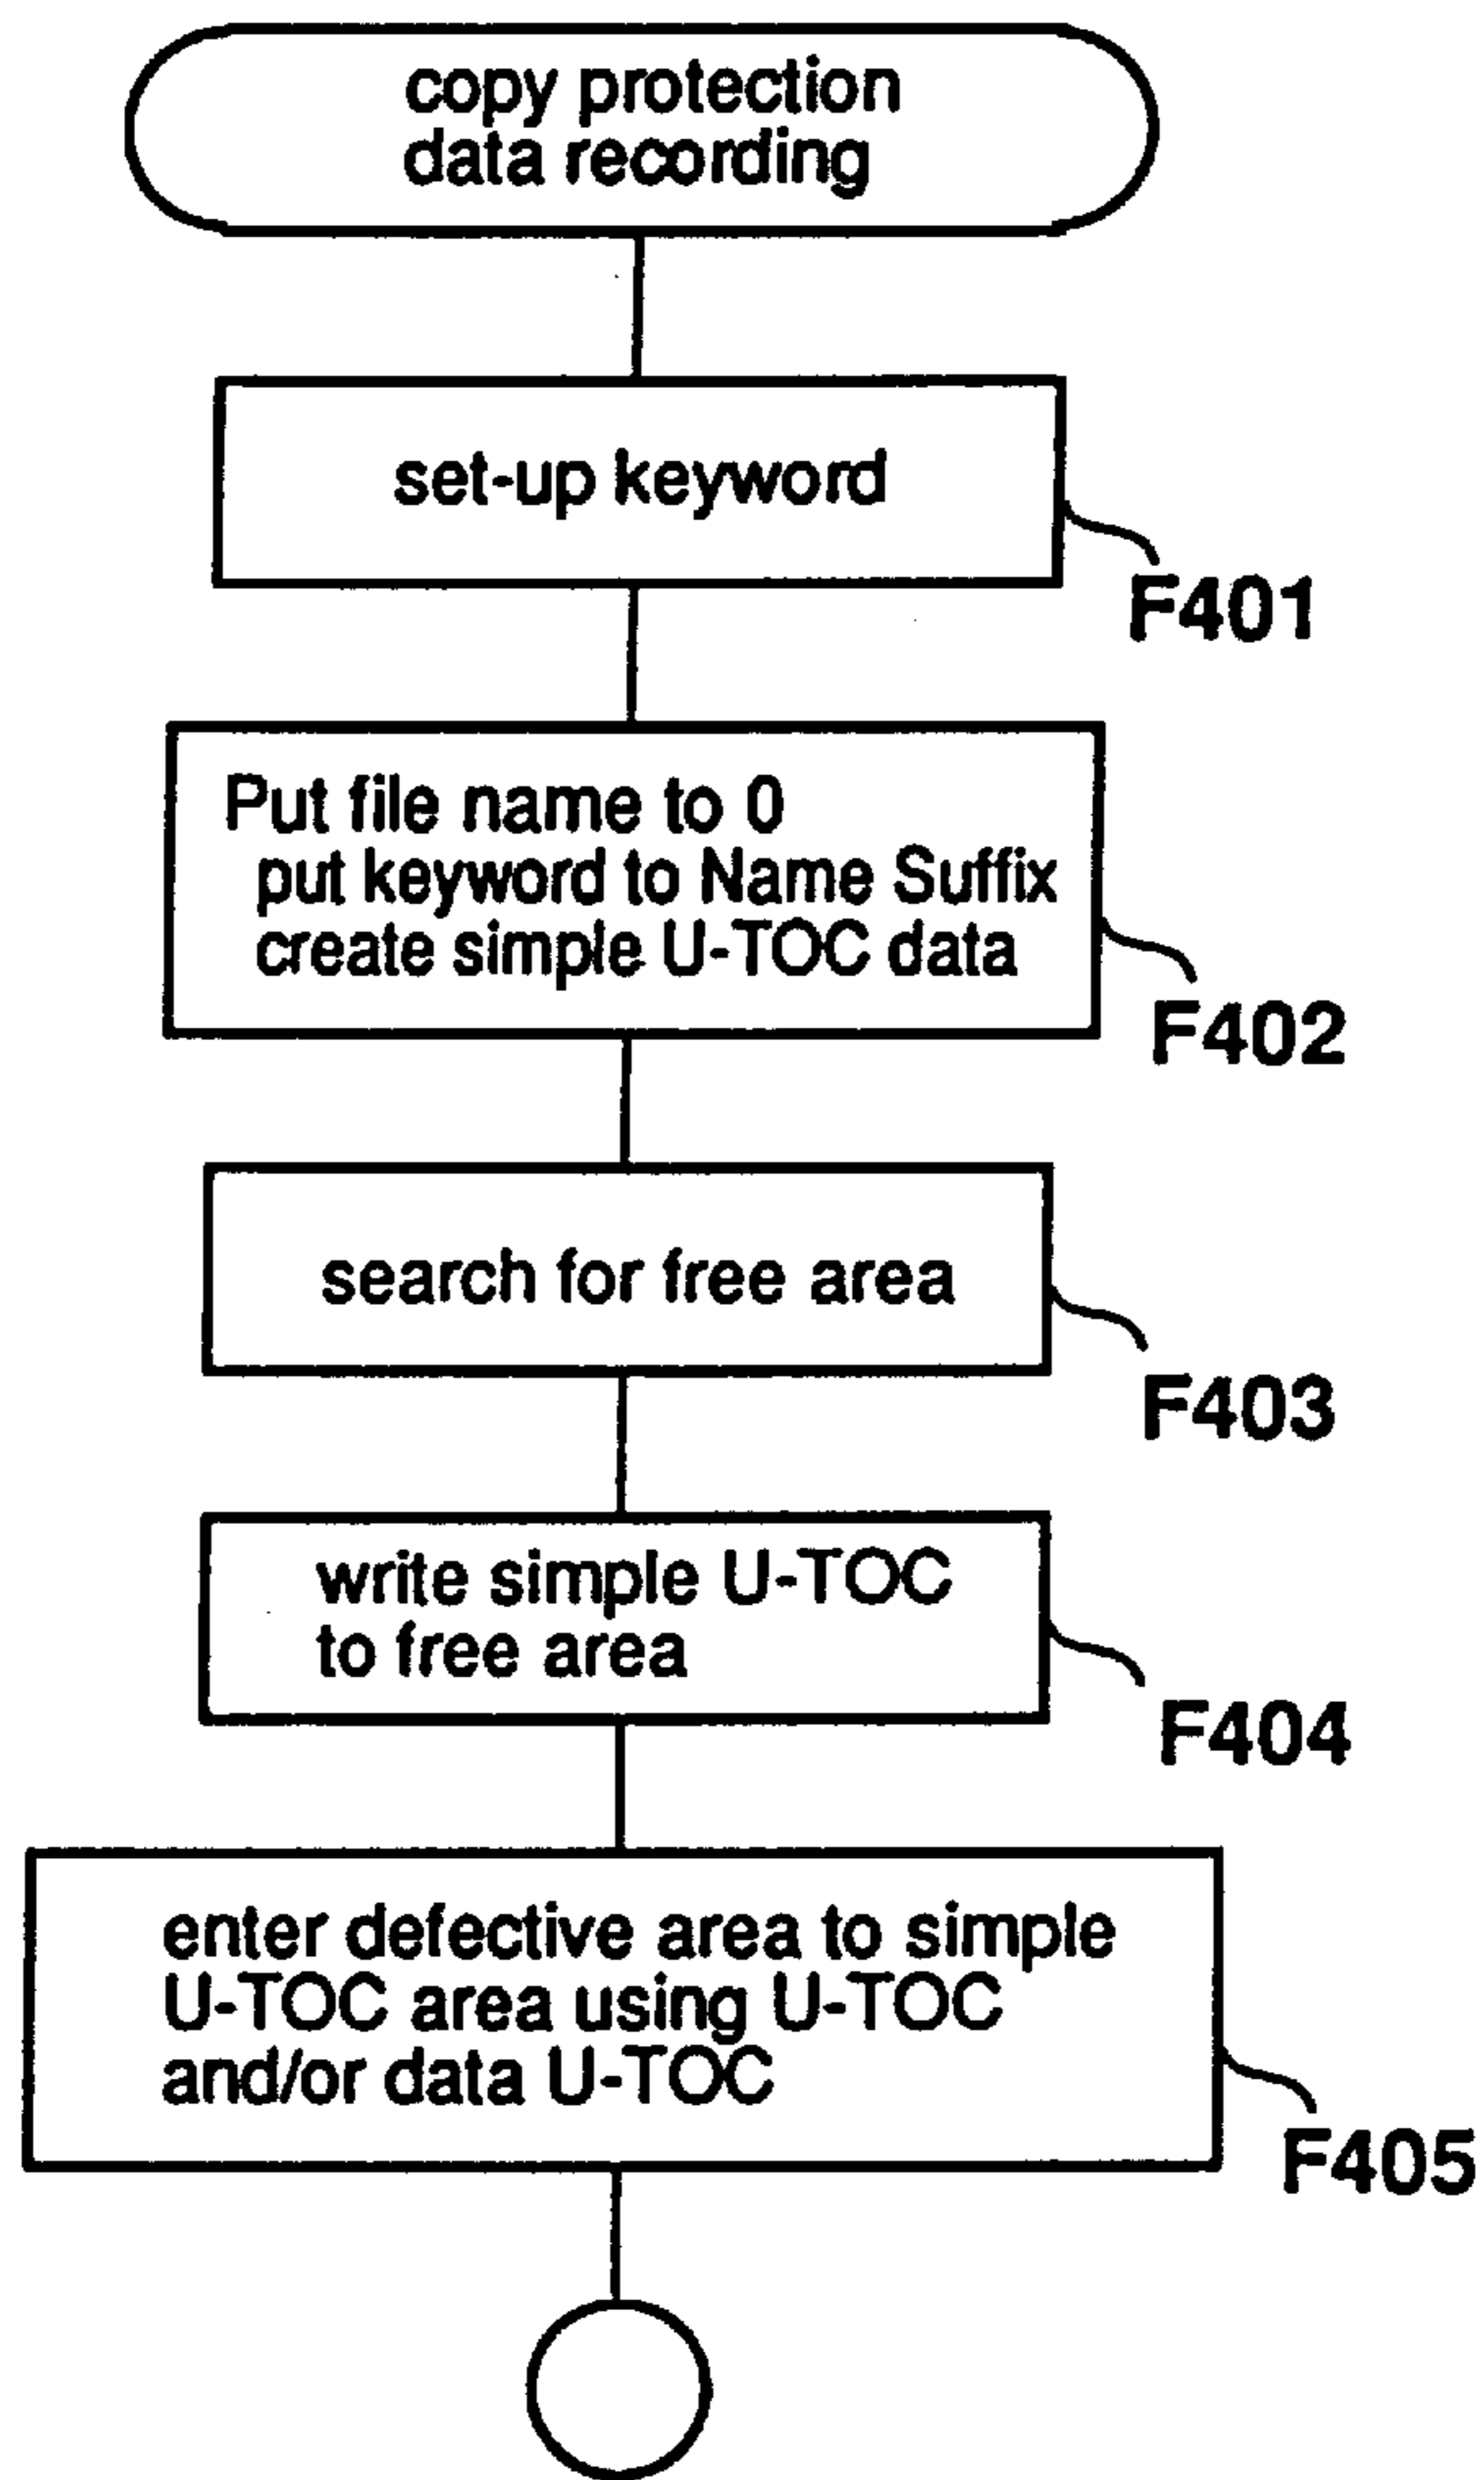 copy protection
data recording
set-up keyword
F401
Put file name to 0
put keyword to Name Suffix
create simple U-TOC data
F402
search for free area
F403
write simple U-TOC
to free area
F404
enter defective area to simple
U-TOC area using U-TOC
and/or data U-TOC
F405